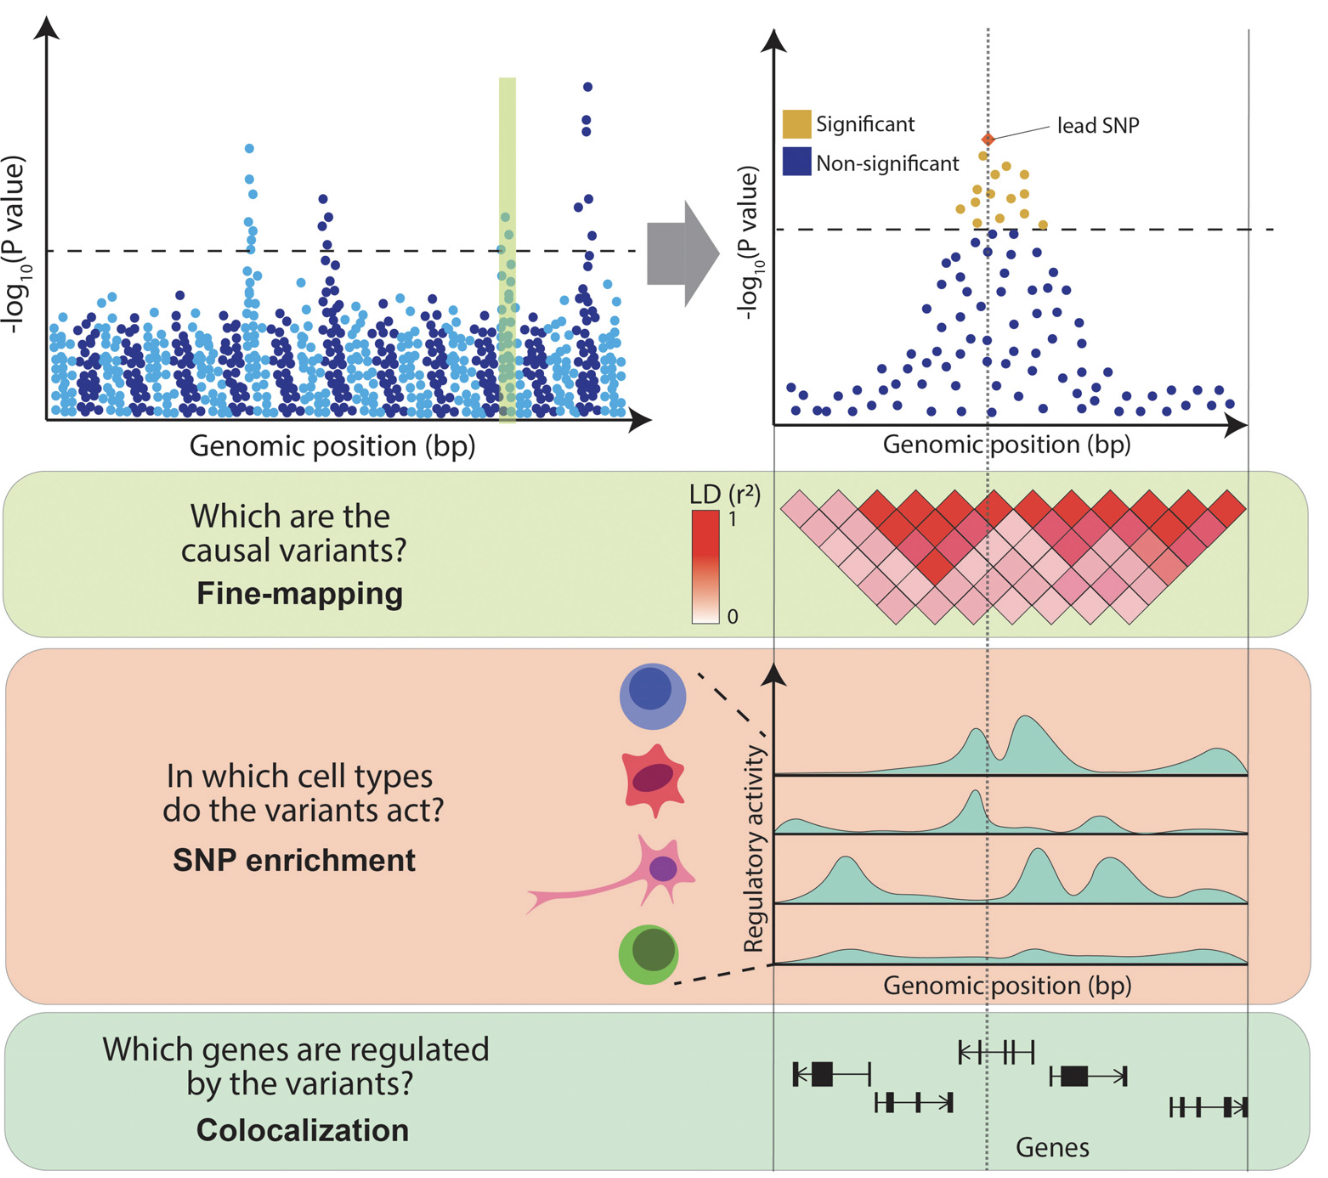 -log10(P value)
Genomic position (bp)
-log10(P value)
Significant
Non-significant
lead SNP
Genomic position (bp)
Which are the
causal variants?
Fine-mapping
LD (r²)
1
0
In which cell types
do the variants act?
SNP enrichment
Regulatory activity
Genomic position (bp)
Which genes are regulated
by the variants?
Colocalization
Genes